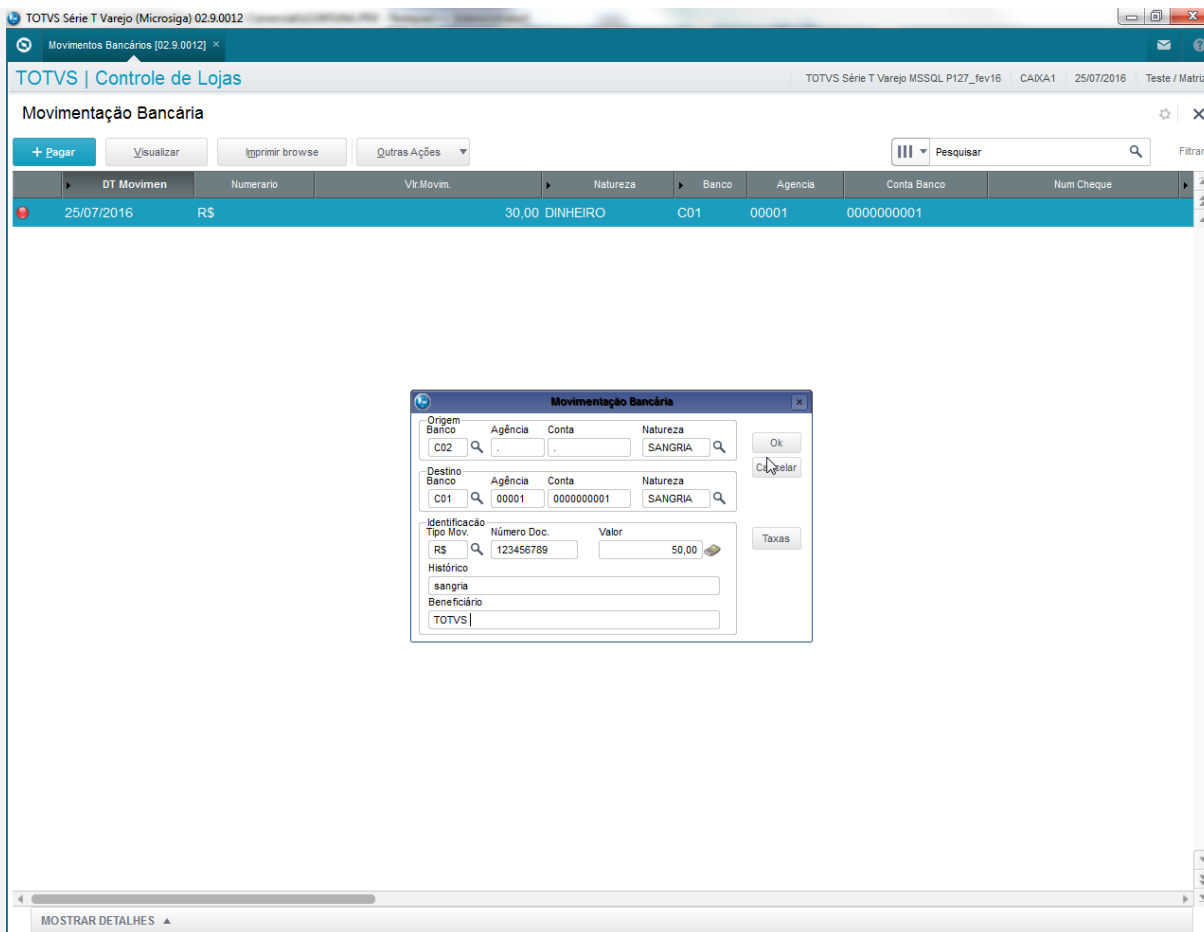 TOTVS Série T Varejo (Microsiga) 02.9.0012
Movimentos Bancários [02.9.0012] ×
TOTVS | Controle de Lojas
TOTVS Série T Varejo MSSQL P127_fev16 CAIXA1 25/07/2016 Teste / Matriz
Movimentação Bancária
+ Pagar Visualizar Imprimir browse Outras Ações Pesquisar Filtrar
DT Movimen Numerario Vlr.Movim. Natureza Banco Agencia Conta Banco Num Cheque
25/07/2016 R$ 30,00 DINHEIRO C01 00001 0000000001
Movimentação Bancária
Origem
Banco Agência Conta Natureza
C02 . . SANGRIA
Ok
Cancelar
Destino
Banco Agência Conta Natureza
C01 00001 0000000001 SANGRIA
Identificação
Tipo Mov. Número Doc. Valor
R$ 123456789 50,00
Taxas
Histórico
sangria
Beneficiário
TOTVS
MOSTRAR DETALHES